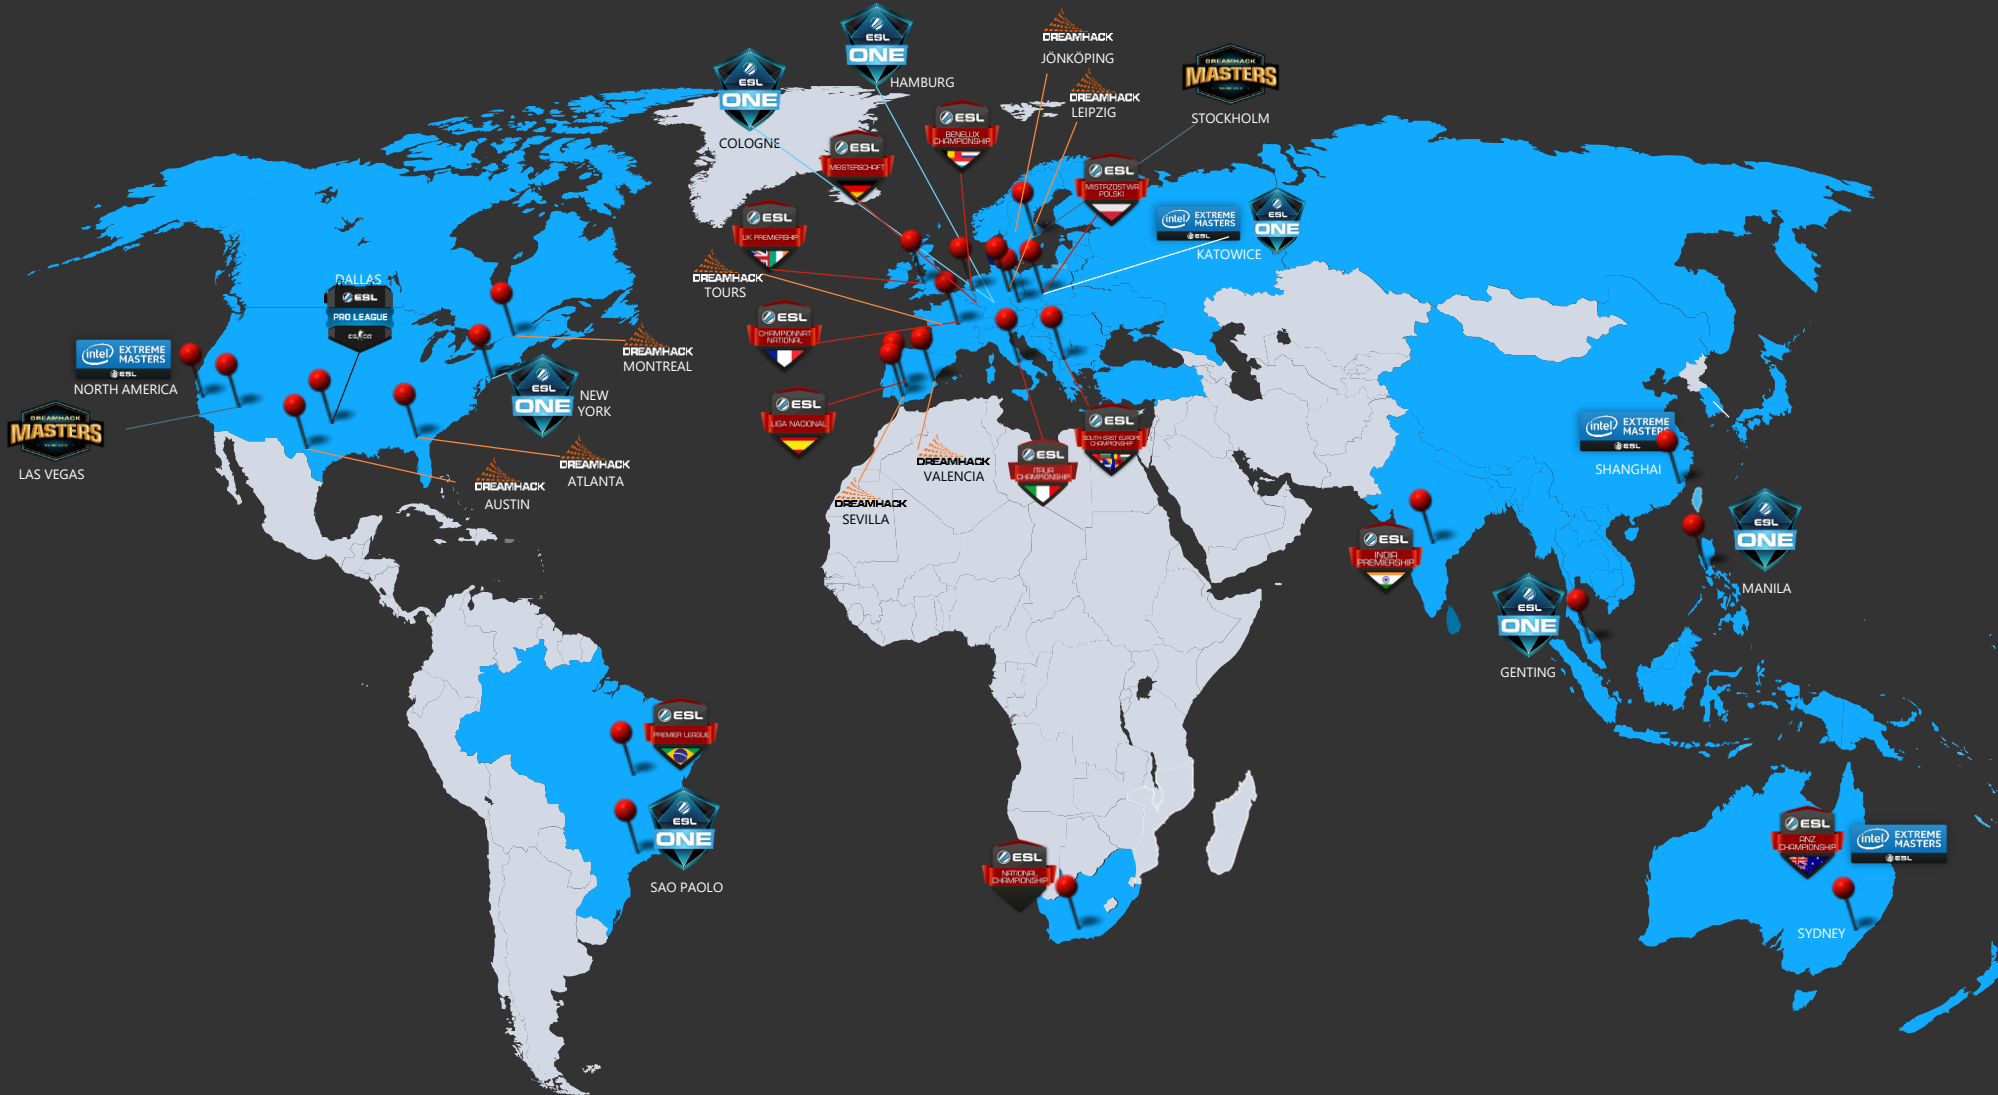 ESL
ONE
HAMBURG
DREAMHACK
JÖNKÖPING
ESL
ONE
COLOGNE
DREAMHACK
LEIPZIG
DREAMHACK
MASTERS
STOCKHOLM
ESL
BENELUX
CHAMPIONSHIP
ESL
MEISTERSCHAFT
ESL
MISTRZOSTWA
POLSKI
ESL
UK PREMIERSHIP
intel EXTREME
MASTERS
ESL
ESL
ONE
KATOWICE
DREAMHACK
TOURS
DALLAS
ESL
PRO LEAGUE
CS:GO
ESL
CHAMPIONNAT
NATIONAL
intel EXTREME
MASTERS
ESL
NORTH AMERICA
DREAMHACK
MONTREAL
ESL
ONE
NEW
YORK
DREAMHACK
MASTERS
LAS VEGAS
ESL
LIGA NACIONAL
ESL
SOUTH EAST EUROPE
CHAMPIONSHIP
DREAMHACK
ATLANTA
DREAMHACK
AUSTIN
DREAMHACK
VALENCIA
ESL
ITALIA
CHAMPIONSHIP
DREAMHACK
SEVILLA
intel EXTREME
MASTERS
ESL
SHANGHAI
ESL
INDIA
PREMIERSHIP
ESL
ONE
MANILA
ESL
ONE
GENTING
ESL
PREMIER LEAGUE
ESL
ONE
SAO PAOLO
ESL
NATIONAL
CHAMPIONSHIP
ESL
ANZ
CHAMPIONSHIP
intel EXTREME
MASTERS
ESL
SYDNEY